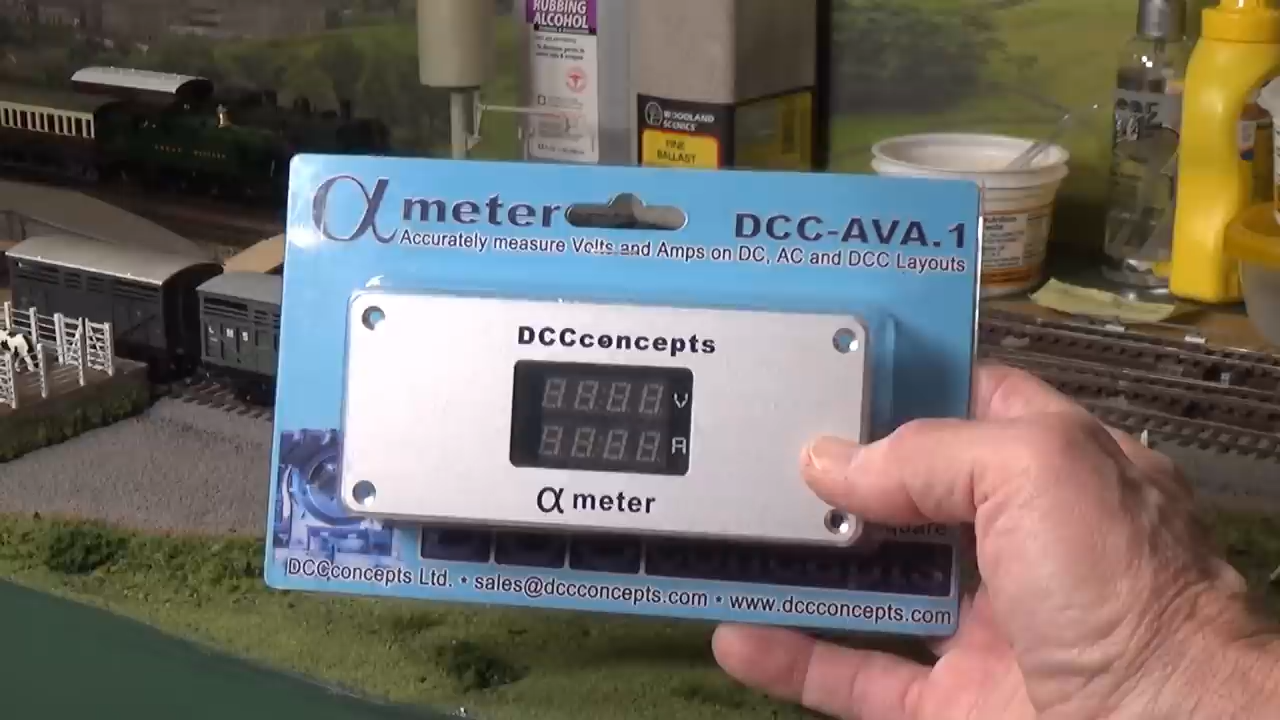 RUBBING
ALCOHOL
WOODLAND
SCENICS
FINE
BALLAST
α meter
DCC-AVA.1
Accurately measure Volts and Amps on DC, AC and DCC Layouts
DCCconcepts
V
A
α meter
DCCconcepts Ltd. * sales@dccconcepts.com * www.dccconcepts.com